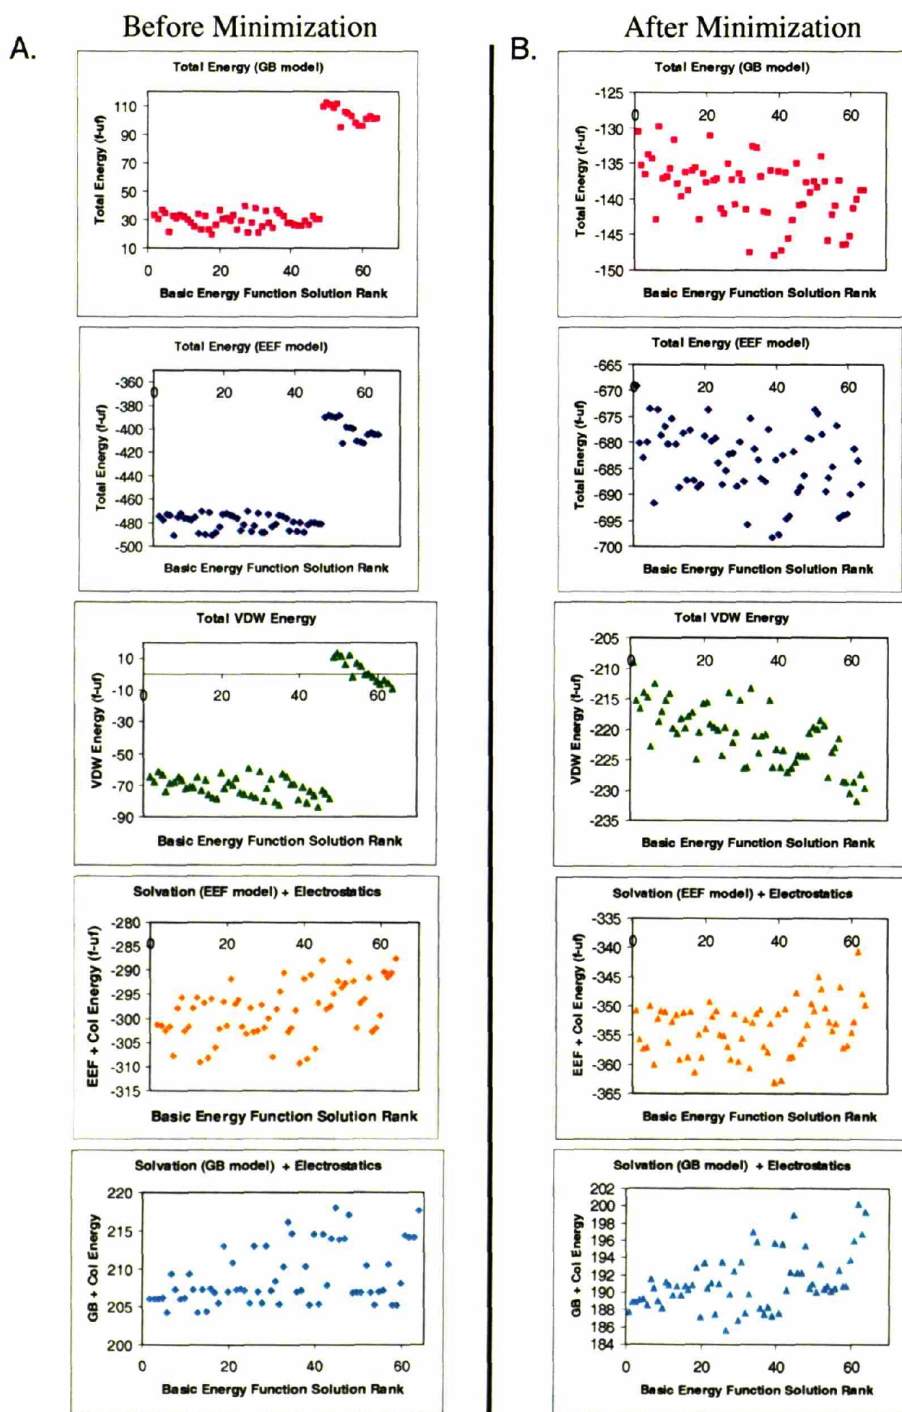 Before Minimization
A.
Total Energy (GB model)
Total Energy (f-uf)
110
90
70
50
30
10
0 20 40 60
Basic Energy Function Solution Rank
Total Energy (EEF model)
Total Energy (f-uf)
-360
-380
-400
-420
-440
-460
-480
-500
0 20 40 60
Basic Energy Function Solution Rank
Total VDW Energy
VDW Energy (f-uf)
10
-10
-30
-50
-70
-90
0 20 40 60
Basic Energy Function Solution Rank
Solvation (EEF model) + Electrostatics
EEF + Col Energy (f-uf)
-280
-285
-290
-295
-300
-305
-310
-315
0 20 40 60
Basic Energy Function Solution Rank
Solvation (GB model) + Electrostatics
GB + Col Energy
220
215
210
205
200
0 20 40 60
Basic Energy Function Solution Rank
After Minimization
B.
Total Energy (GB model)
Total Energy (f-uf)
-125
-130
-135
-140
-145
-150
0 20 40 60
Basic Energy Function Solution Rank
Total Energy (EEF model)
Total Energy (f-uf)
-665
-670
-675
-680
-685
-690
-695
-700
0 20 40 60
Basic Energy Function Solution Rank
Total VDW Energy
VDW Energy (f-uf)
-205
-210
-215
-220
-225
-230
-235
0 20 40 60
Basic Energy Function Solution Rank
Solvation (EEF model) + Electrostatics
EEF + Col Energy (f-uf)
-335
-340
-345
-350
-355
-360
-365
0 20 40 60
Basic Energy Function Solution Rank
Solvation (GB model) + Electrostatics
GB + Col Energy
202
200
198
196
194
192
190
188
186
184
0 20 40 60
Basic Energy Function Solution Rank